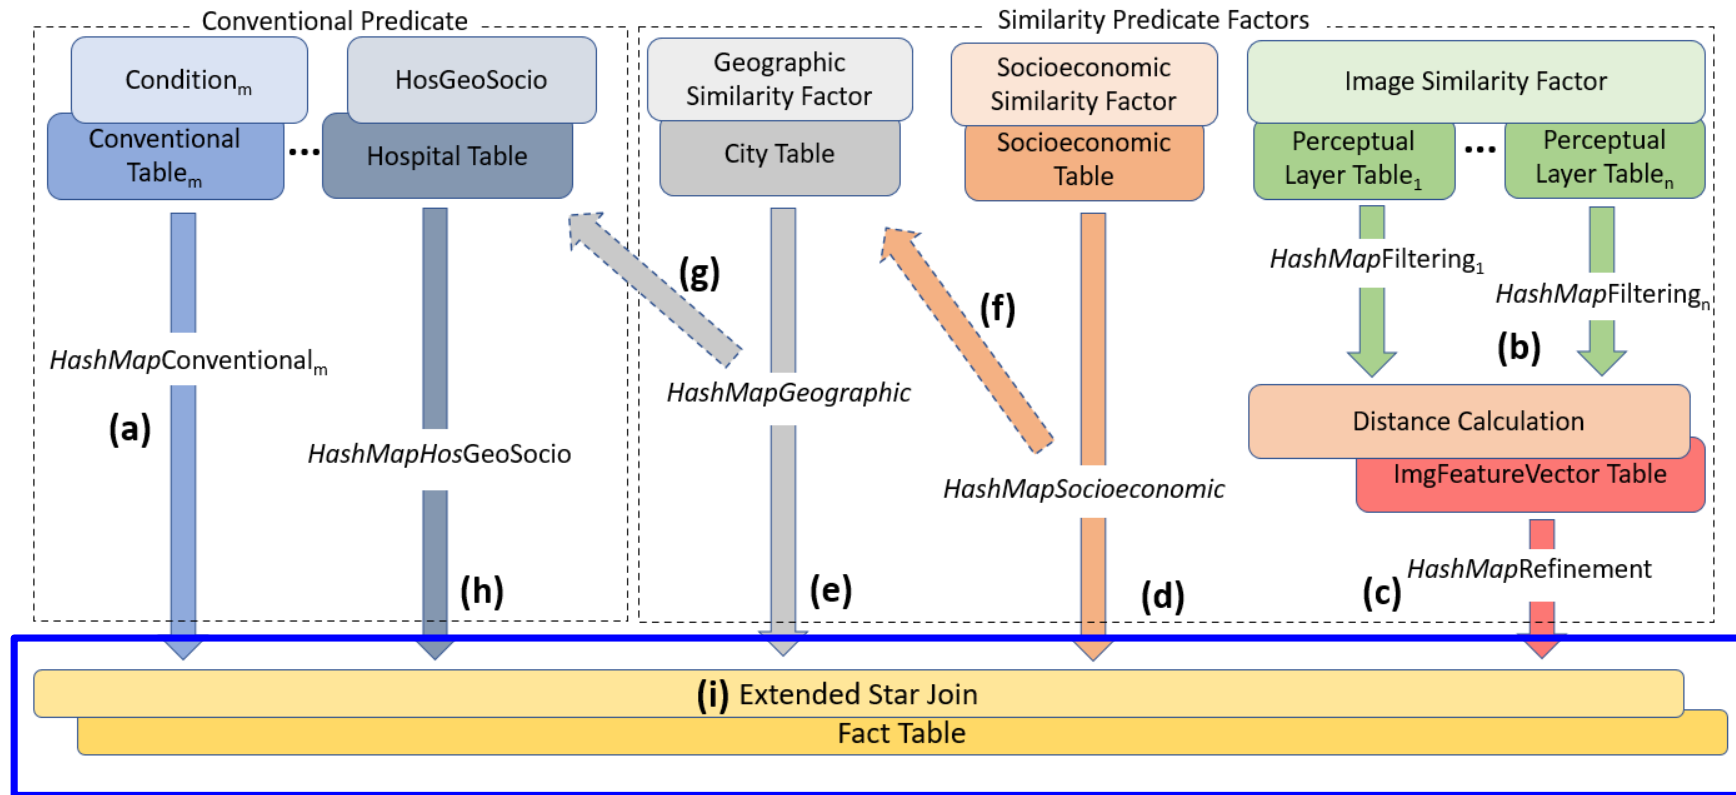 Conventional Predicate
Similarity Predicate Factors
Conditionₘ
HosGeoSocio
Geographic
Similarity Factor
Socioeconomic
Similarity Factor
Image Similarity Factor
Conventional
Tableₘ
...
Hospital Table
City Table
Socioeconomic
Table
Perceptual
Layer Table₁
...
Perceptual
Layer Tableₙ
HashMapFiltering₁
HashMapFilteringₙ
(g)
(f)
(b)
HashMapConventionalₘ
HashMapGeographic
(a)
Distance Calculation
HashMapHosGeoSocio
HashMapSocioeconomic
ImgFeatureVector Table
HashMapRefinement
(h)
(e)
(d)
(c)
(i) Extended Star Join
Fact Table